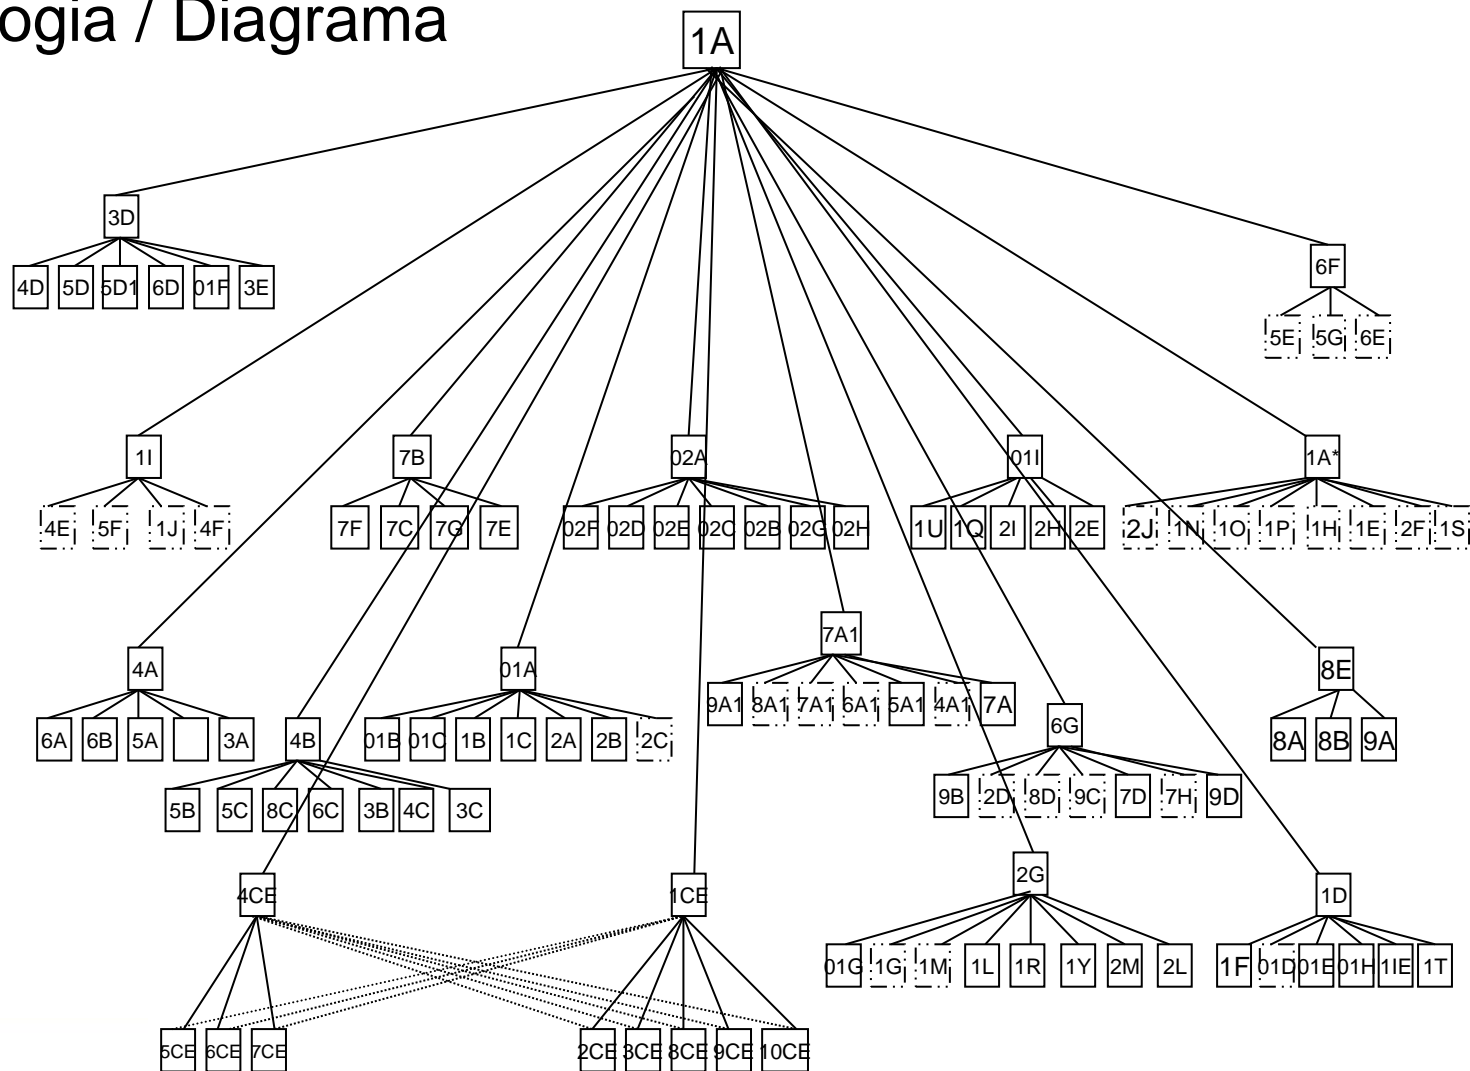 ogia / Diagrama
1A
3D
4D 5D 5D1 6D 01F 3E
6F
5E 5G 6E
1I 7B 02A 01I 1A*
4E 5F 1J 4F 7F 7C 7G 7E 02F 02D 02E 02C 02B 02G 02H 1U 1Q 2I 2H 2E 2J 1N 1O 1P 1H 1E 2F 1S
7A1
4A 01A 8E
9A1 8A1 7A1 6A1 5A1 4A1 7A
6A 6B 5A 3A 4B 01B 01C 1B 1C 2A 2B 2C 6G 8A 8B 9A
5B 5C 8C 6C 3B 4C 3C 9B 2D 8D 9C 7D 7H 9D
2G
4CE 1CE 1D
01G 1G 1M 1L 1R 1Y 2M 2L 1F 01D 01E 01H 1IE 1T
5CE 6CE 7CE 2CE 3CE 8CE 9CE 10CE